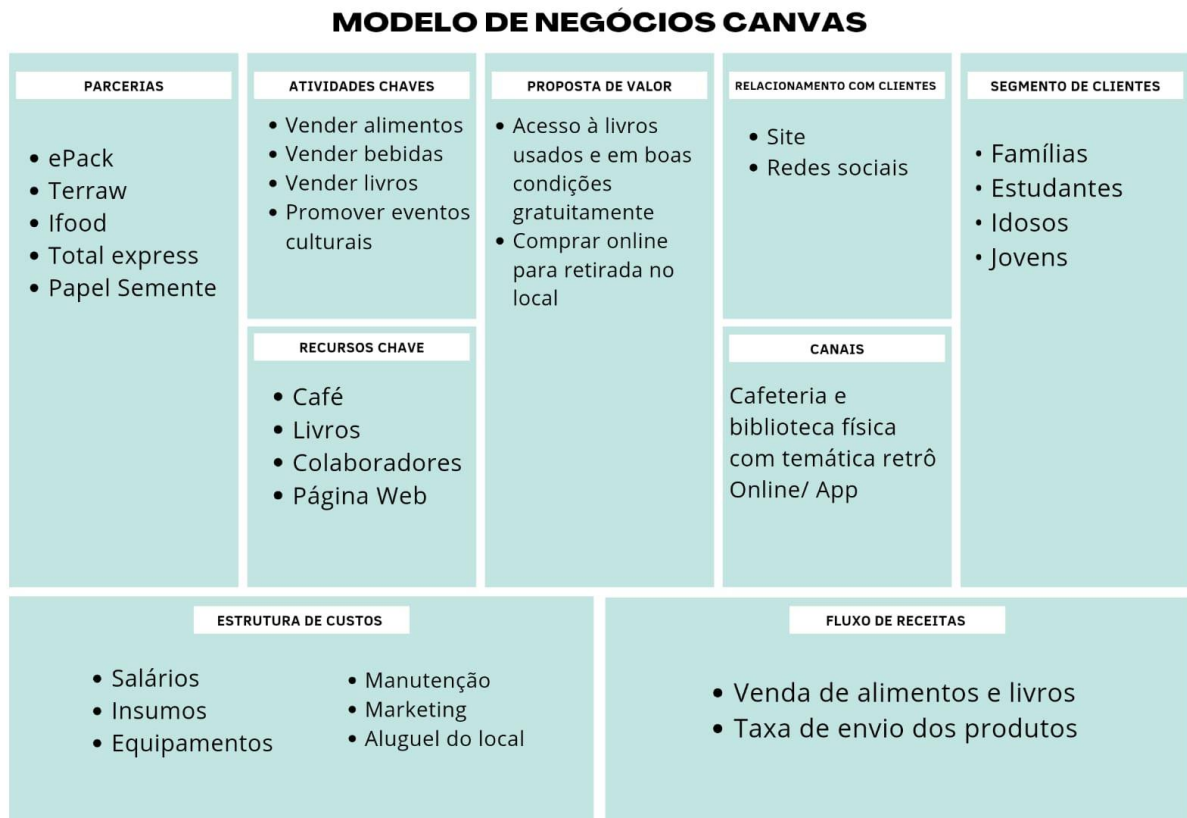 MODELO DE NEGÓCIOS CANVAS
PARCERIAS
• ePack
• Terraw
• Ifood
• Total express
• Papel Semente
ATIVIDADES CHAVES
• Vender alimentos
• Vender bebidas
• Vender livros
• Promover eventos
culturais
RECURSOS CHAVE
• Café
• Livros
• Colaboradores
• Página Web
PROPOSTA DE VALOR
• Acesso à livros
usados e em boas
condições
gratuitamente
• Comprar online
para retirada no
local
RELACIONAMENTO COM CLIENTES
• Site
• Redes sociais
CANAIS
Cafeteria e
biblioteca física
com temática retrô
Online/ App
SEGMENTO DE CLIENTES
• Famílias
• Estudantes
• Idosos
• Jovens
ESTRUTURA DE CUSTOS
• Salários
• Insumos
• Equipamentos
• Manutenção
• Marketing
• Aluguel do local
FLUXO DE RECEITAS
• Venda de alimentos e livros
• Taxa de envio dos produtos